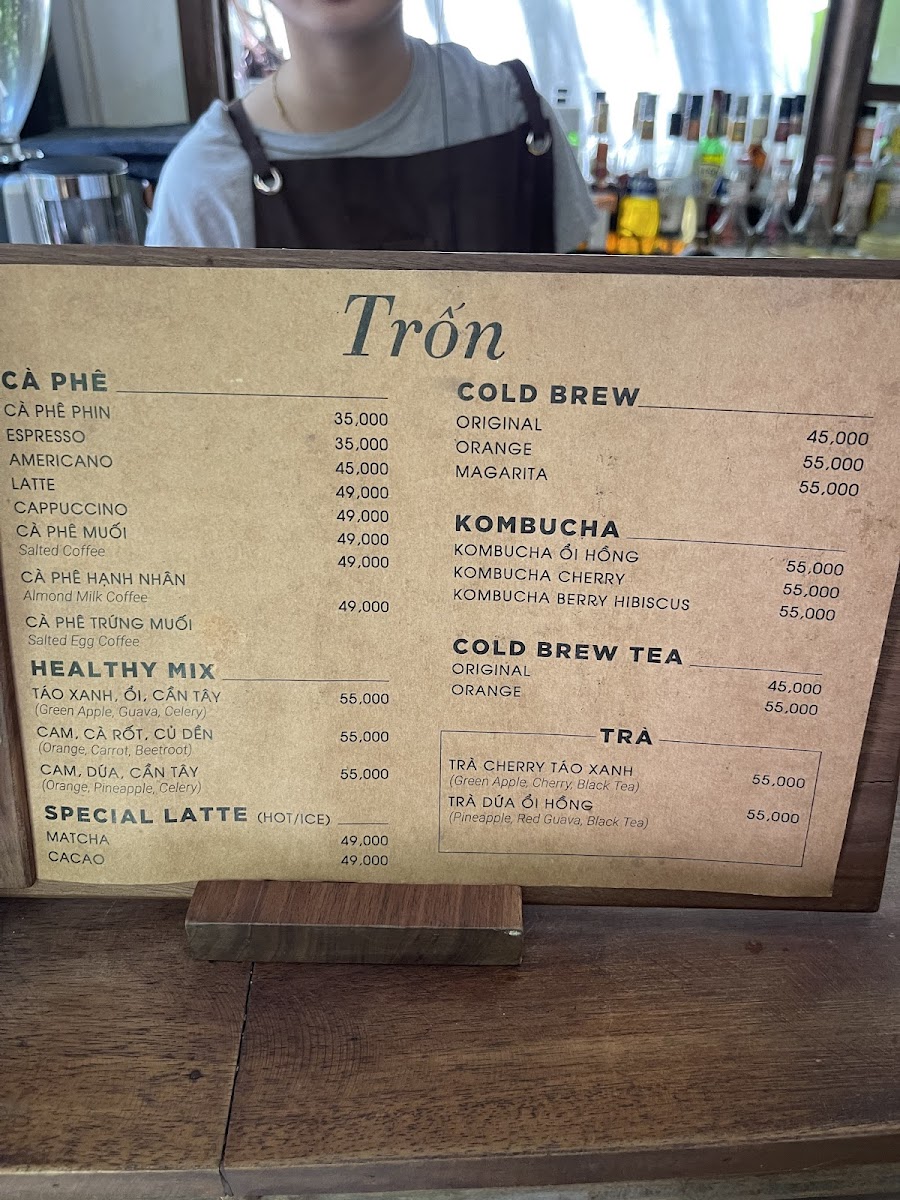 Trốn
CÀ PHÊ
CÀ PHÊ PHIN 35,000
ESPRESSO 35,000
AMERICANO 45,000
LATTE 49,000
CAPPUCCINO 49,000
CÀ PHÊ MUỐI 49,000
Salted Coffee
CÀ PHÊ HẠNH NHÂN 49,000
Almond Milk Coffee
CÀ PHÊ TRỨNG MUỐI 49,000
Salted Egg Coffee
HEALTHY MIX
TÁO XANH, ỔI, CẦN TÂY 55,000
(Green Apple, Guava, Celery)
CAM, CÀ RỐT, CỦ DỀN 55,000
(Orange, Carrot, Beetroot)
CAM, DỨA, CẦN TÂY 55,000
(Orange, Pineapple, Celery)
SPECIAL LATTE (HOT/ICE)
MATCHA 49,000
CACAO 49,000
COLD BREW
ORIGINAL 45,000
ORANGE 55,000
MAGARITA 55,000
KOMBUCHA
KOMBUCHA ỔI HỒNG 55,000
KOMBUCHA CHERRY 55,000
KOMBUCHA BERRY HIBISCUS 55,000
COLD BREW TEA
ORIGINAL 45,000
ORANGE 55,000
TRÀ
TRÀ CHERRY TÁO XANH 55,000
(Green Apple, Cherry, Black Tea)
TRÀ DỨA ỔI HỒNG 55,000
(Pineapple, Red Guava, Black Tea)